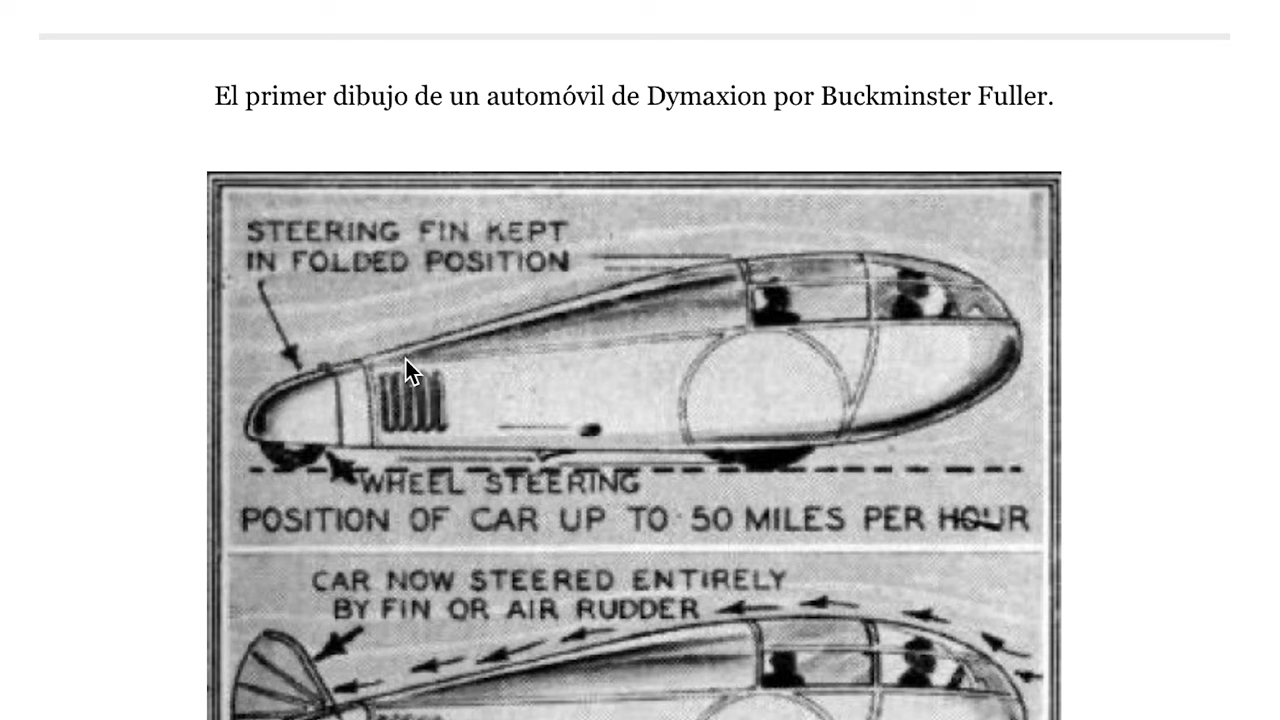 El primer dibujo de un automóvil de Dymaxion por Buckminster Fuller.
STEERING FIN KEPT
IN FOLDED POSITION
WHEEL STEERING
POSITION OF CAR UP TO 50 MILES PER HOUR
CAR NOW STEERED ENTIRELY
BY FIN OR AIR RUDDER